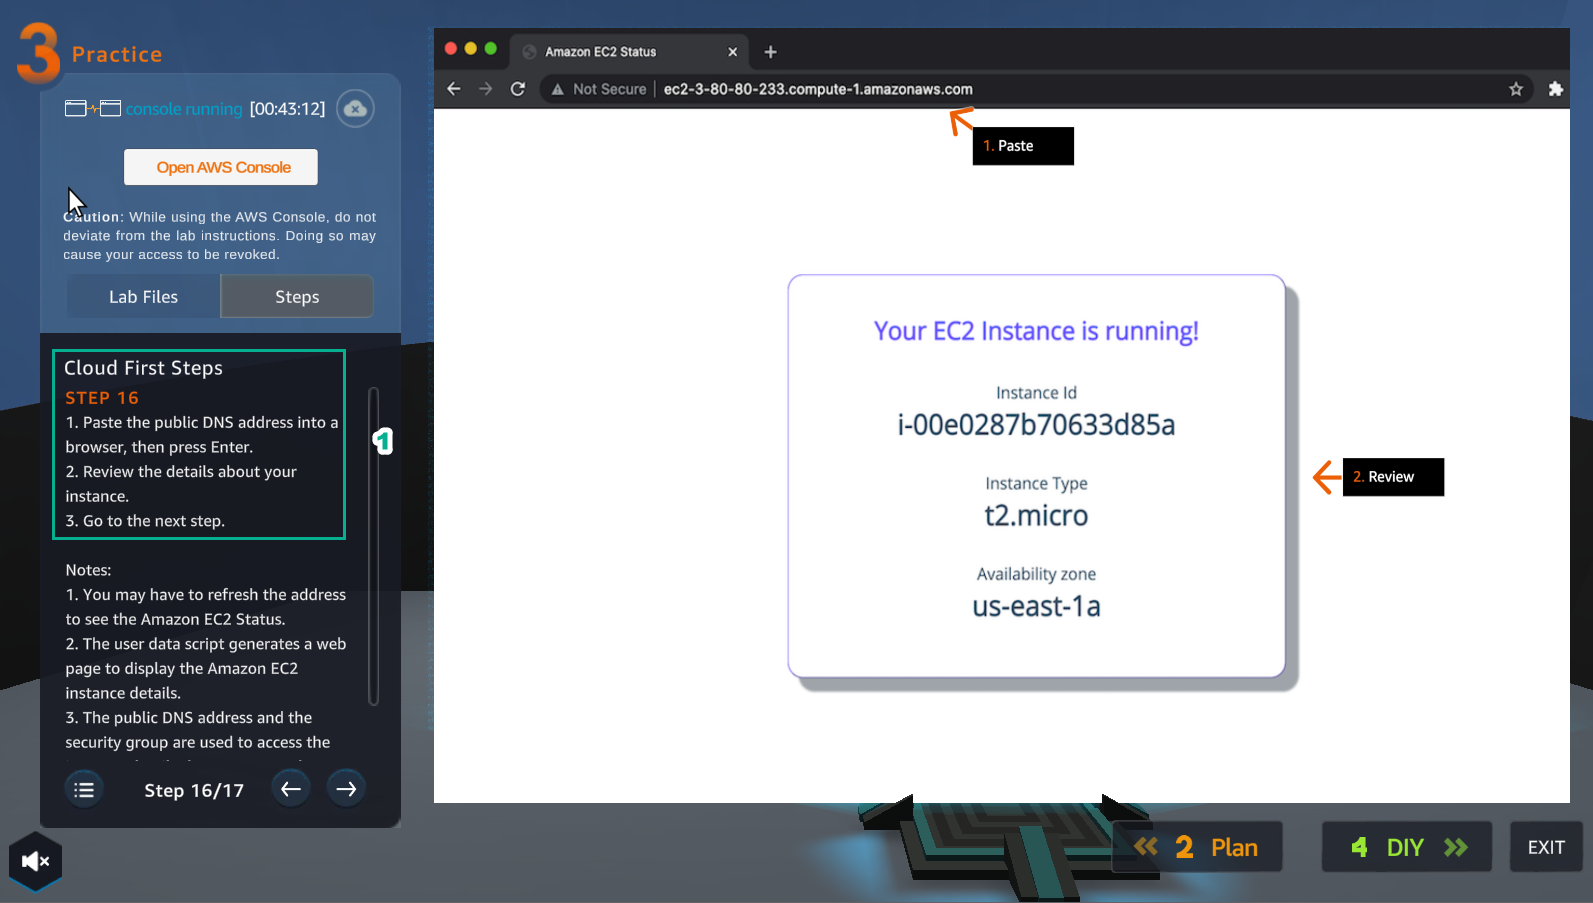 3 Practice
console running [00:43:12]
Open AWS Console
Caution: While using the AWS Console, do not
deviate from the lab instructions. Doing so may
cause your access to be revoked.
Lab Files
Steps
Cloud First Steps
STEP 16
1. Paste the public DNS address into a
browser, then press Enter.
2. Review the details about your
instance.
3. Go to the next step.
1
Notes:
1. You may have to refresh the address
to see the Amazon EC2 Status.
2. The user data script generates a web
page to display the Amazon EC2
instance details.
3. The public DNS address and the
security group are used to access the
Step 16/17
Amazon EC2 Status
Not Secure | ec2-3-80-80-233.compute-1.amazonaws.com
1. Paste
Your EC2 Instance is running!
Instance Id
i-00e0287b70633d85a
Instance Type
t2.micro
Availability zone
us-east-1a
2. Review
2 Plan
4 DIY
EXIT